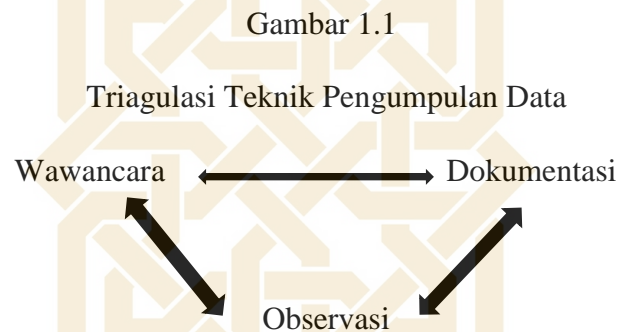 Gambar 1.1
Triagulasi Teknik Pengumpulan Data
Wawancara Dokumentasi
Observasi